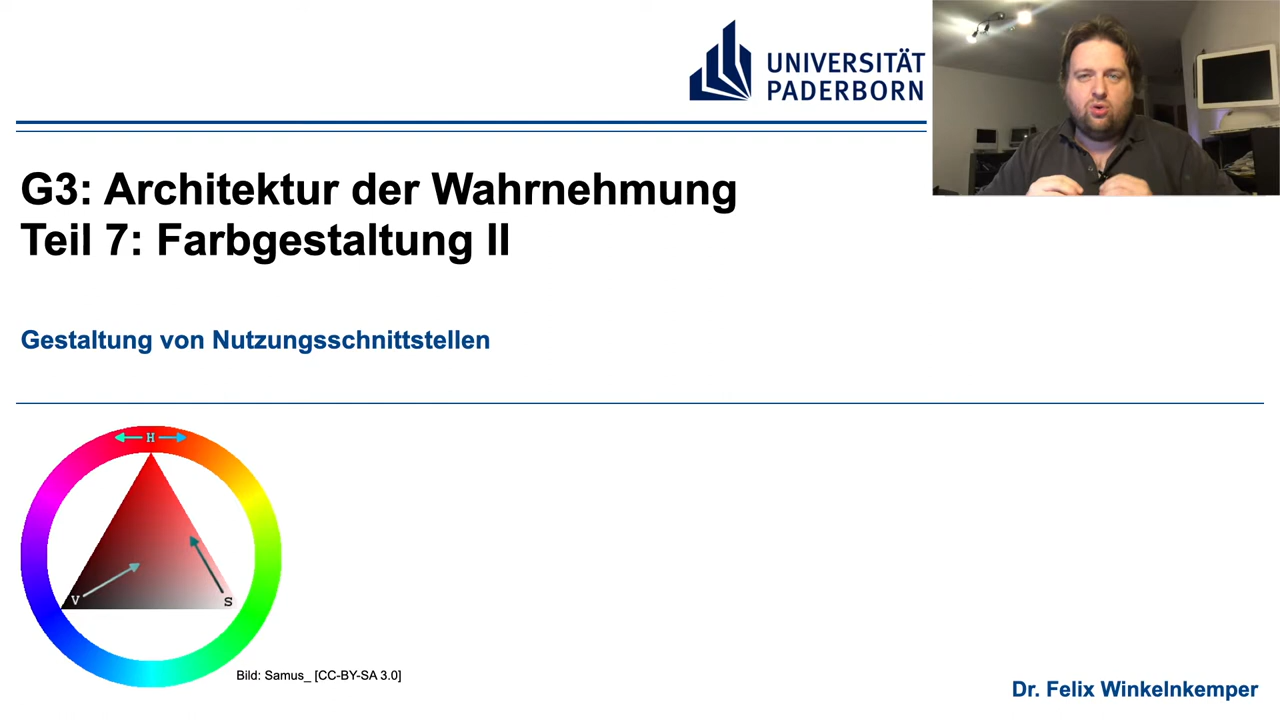 UNIVERSITÄT
PADERBORN
G3: Architektur der Wahrnehmung
Teil 7: Farbgestaltung II
Gestaltung von Nutzungsschnittstellen
H
V
S
Bild: Samus_ [CC-BY-SA 3.0]
Dr. Felix Winkelnkemper